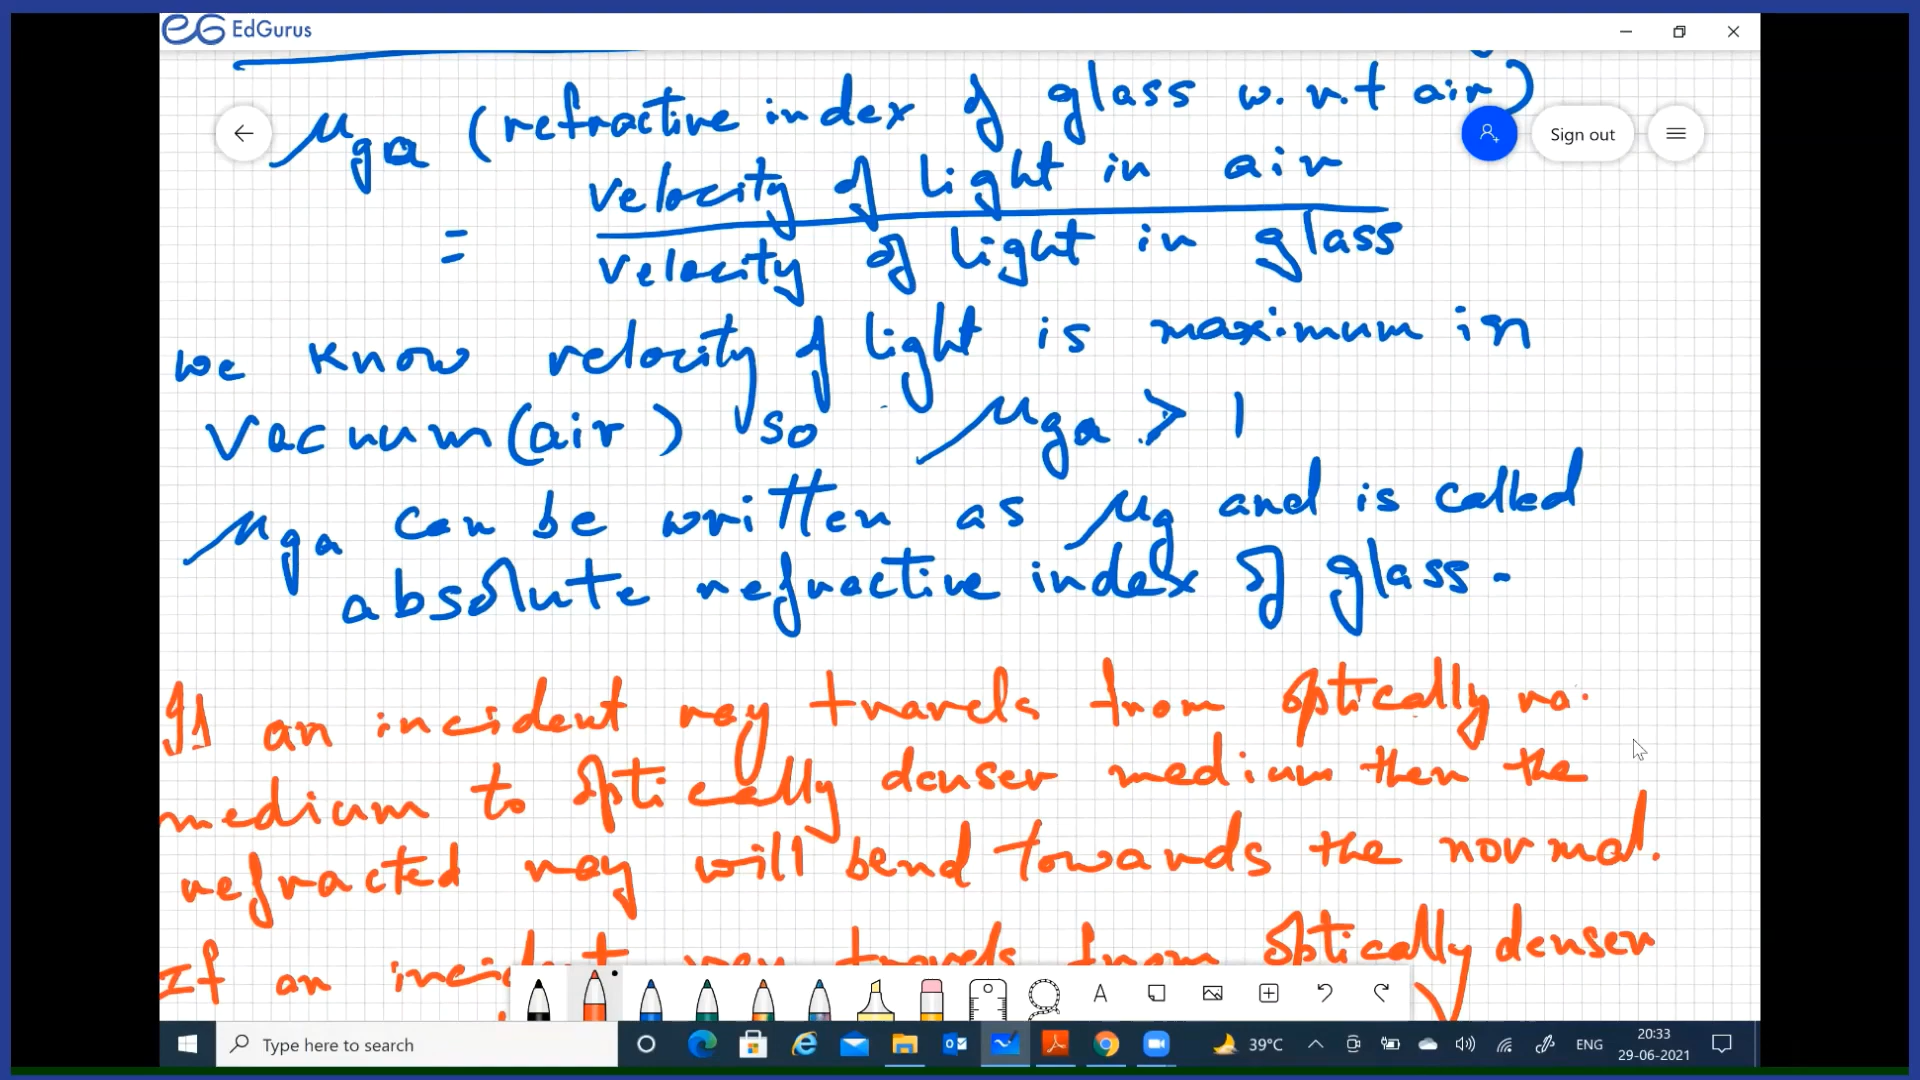 EdGurus
μga (refractive index of glass w.r.t air)
Sign out
= velocity of light in air
velocity of light in glass
we know velocity of light is maximum in
Vacuum (air) so μga > 1
μga can be written as μg and is called
absolute refractive index of glass.
If an incident ray travels from optically ra.
medium to optically denser medium then the
refracted ray will bend towards the normal.
If an incident ray travels from optically denser
A
Type here to search
39°C
ENG
20:33
29-06-2021